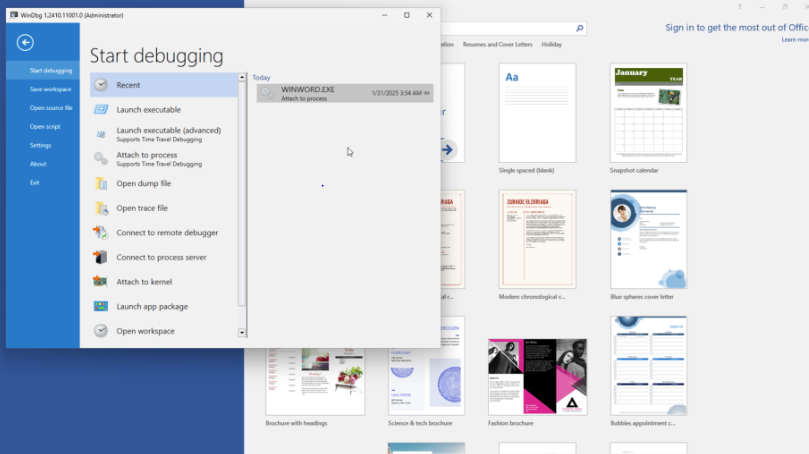 WinDbg 1.2410.11001.0 (Administrator)
Start debugging
Start debugging
Save workspace
Open source file
Open script
Settings
About
Exit
Recent
Launch executable
Launch executable (advanced)
Supports Time Travel Debugging
Attach to process
Supports Time Travel Debugging
Open dump file
Open trace file
Connect to remote debugger
Connect to process server
Attach to kernel
Launch app package
Open workspace
Today
WINWORD.EXE
1/31/2025 3:54 AM
Attach to process
Sign in to get the most out of Offic
Learn mor
Resumes and Cover Letters
Holiday
Aa
Single spaced (blank)
January
YEAR
Snapshot calendar
ZURAIDE ELORRIAGA
Modern chronological c...
Blue spheres cover letter
Brochure with headings
Science & tech brochure
Fashion brochure
Bubbles appointment c...